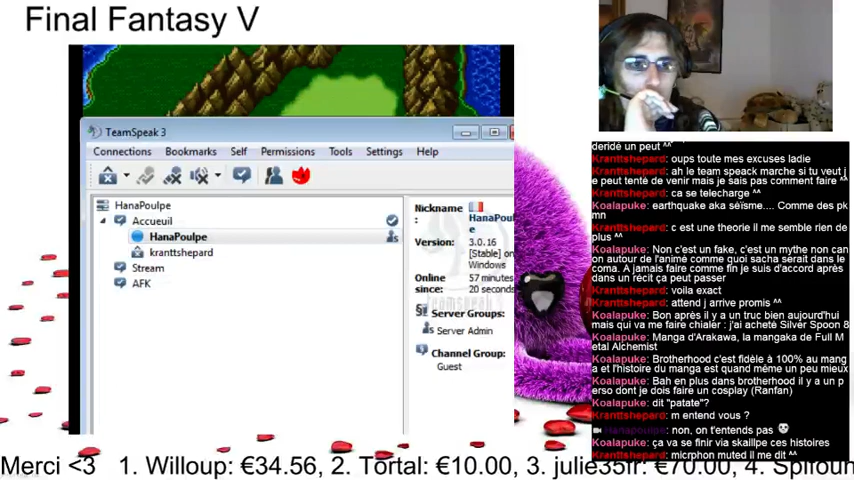 Final Fantasy V
TeamSpeak 3
Connections Bookmarks Self Permissions Tools Settings Help
HanaPoulpe
Accueuil
HanaPoulpe
kranttshepard
Stream
AFK
Nickname
:
HanaPoulp
e
Version:
3.0.16
[Stable] on
Windows
Online
since:
57 minutes
20 seconds
Server Groups:
Server Admin
Channel Group:
Guest
deridé un peut ^^
Kranttshepard: oups toute mes excuses ladie
Kranttshepard: ah le team speack marche si tu veut j
e peut tenté de venir mais je sais pas comment faire ^^
Kranttshepard: ca se telecharge ^^
Koalapuke: earthquake aka séïsme.... Comme des pk
mn
Kranttshepard: c est une theorie il me semble rien de
plus ^^
Koalapuke: Non c'est un fake, c'est un mythe non can
on autour de l'animé comme quoi sacha serait dans le
coma. A jamais faire comme fin je suis d'accord après
dans un récit ça peut passer
Kranttshepard: voila exact
Kranttshepard: attend j arrive promis ^^
Koalapuke: Bon après il y a un truc bien aujourd'hui
mais qui va me faire chialer : j'ai acheté Silver Spoon 8
Koalapuke: Manga d'Arakawa, la mangaka de Full M
etal Alchemist
Koalapuke: Brotherhood c'est fidèle à 100% au mang
a et l'histoire du manga est quand même un peu mieux
Koalapuke: Bah en plus dans brotherhood il y a un p
erso dont je dois faire un cosplay (Ranfan)
Koalapuke: dit "patate"?
Kranttshepard: m entend vous ?
Hanapoulpe: non, on t'entends pas
Koalapuke: ça va se finir via skaillpe ces histoires
Kranttshepard: micrphon muted il me dit ^^
Merci <3 1. Willoup: €34.56, 2. Tortal: €10.00, 3. julie35fr: €70.00, 4. Spiroun